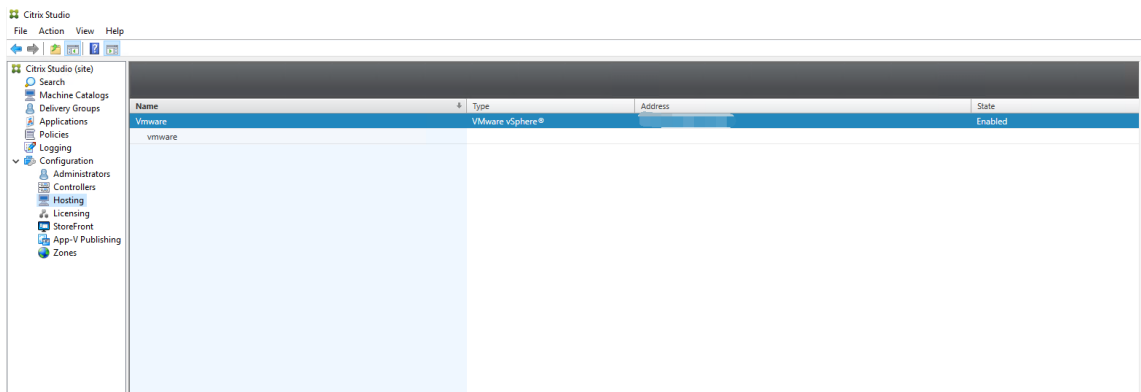 Citrix Studio
File Action View Help
Citrix Studio (site)
Search
Machine Catalogs
Delivery Groups
Applications
Policies
Logging
Configuration
Administrators
Controllers
Hosting
Licensing
StoreFront
App-V Publishing
Zones
Name Type Address State
Vmware VMware vSphere® Enabled
vmware